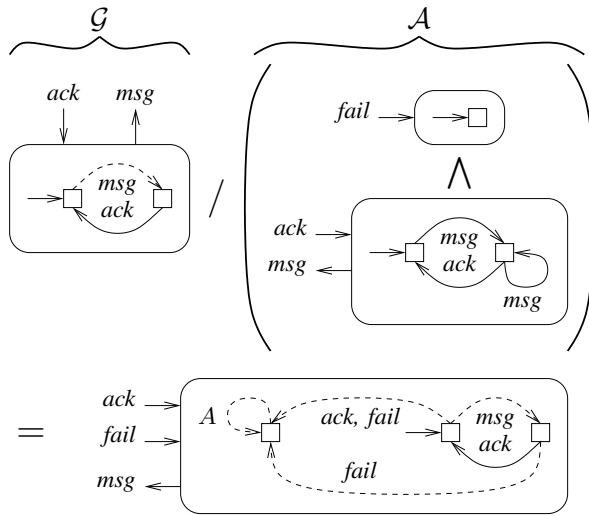 𝒢 𝒜
ack msg
fail
msg
ack
/
∧
ack
msg
msg
ack
msg
=
ack
fail
msg
A
ack, fail
msg
ack
fail